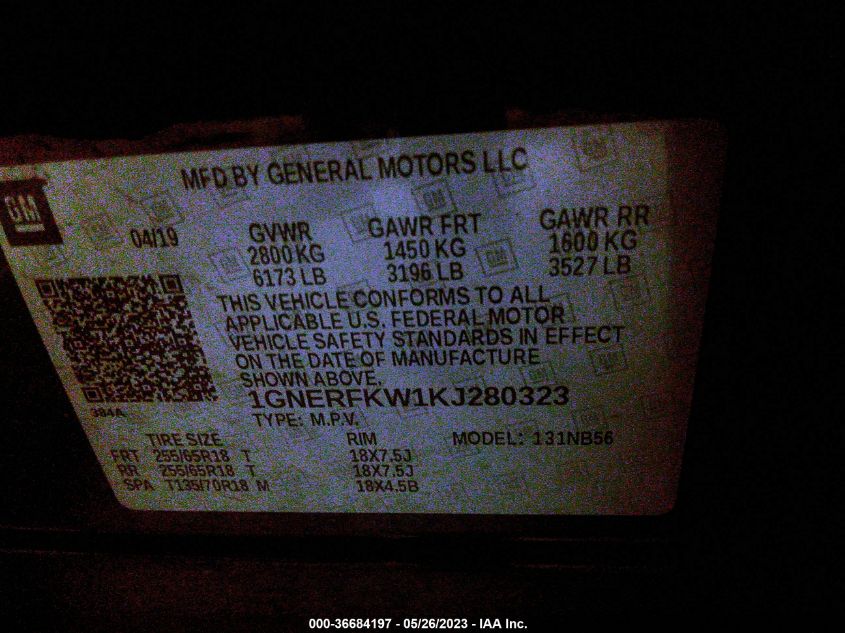 MFD BY GENERAL MOTORS LLC
GM
04/19
GVWR GAWR FRT GAWR RR
2800 KG 1450 KG 1600 KG
6173 LB 3196 LB 3527 LB
THIS VEHICLE CONFORMS TO ALL
APPLICABLE U.S. FEDERAL MOTOR
VEHICLE SAFETY STANDARDS IN EFFECT
ON THE DATE OF MANUFACTURE
SHOWN ABOVE.
384A
1GNERFKW1KJ280323
TYPE: M.P.V.
TIRE SIZE RIM MODEL: 131NB56
FRT 255/65R18 T 18X7.5J
RR 255/65R18 T 18X7.5J
SPA T135/70R18 M 18X4.5B
000-36684197 - 05/26/2023 - IAA Inc.